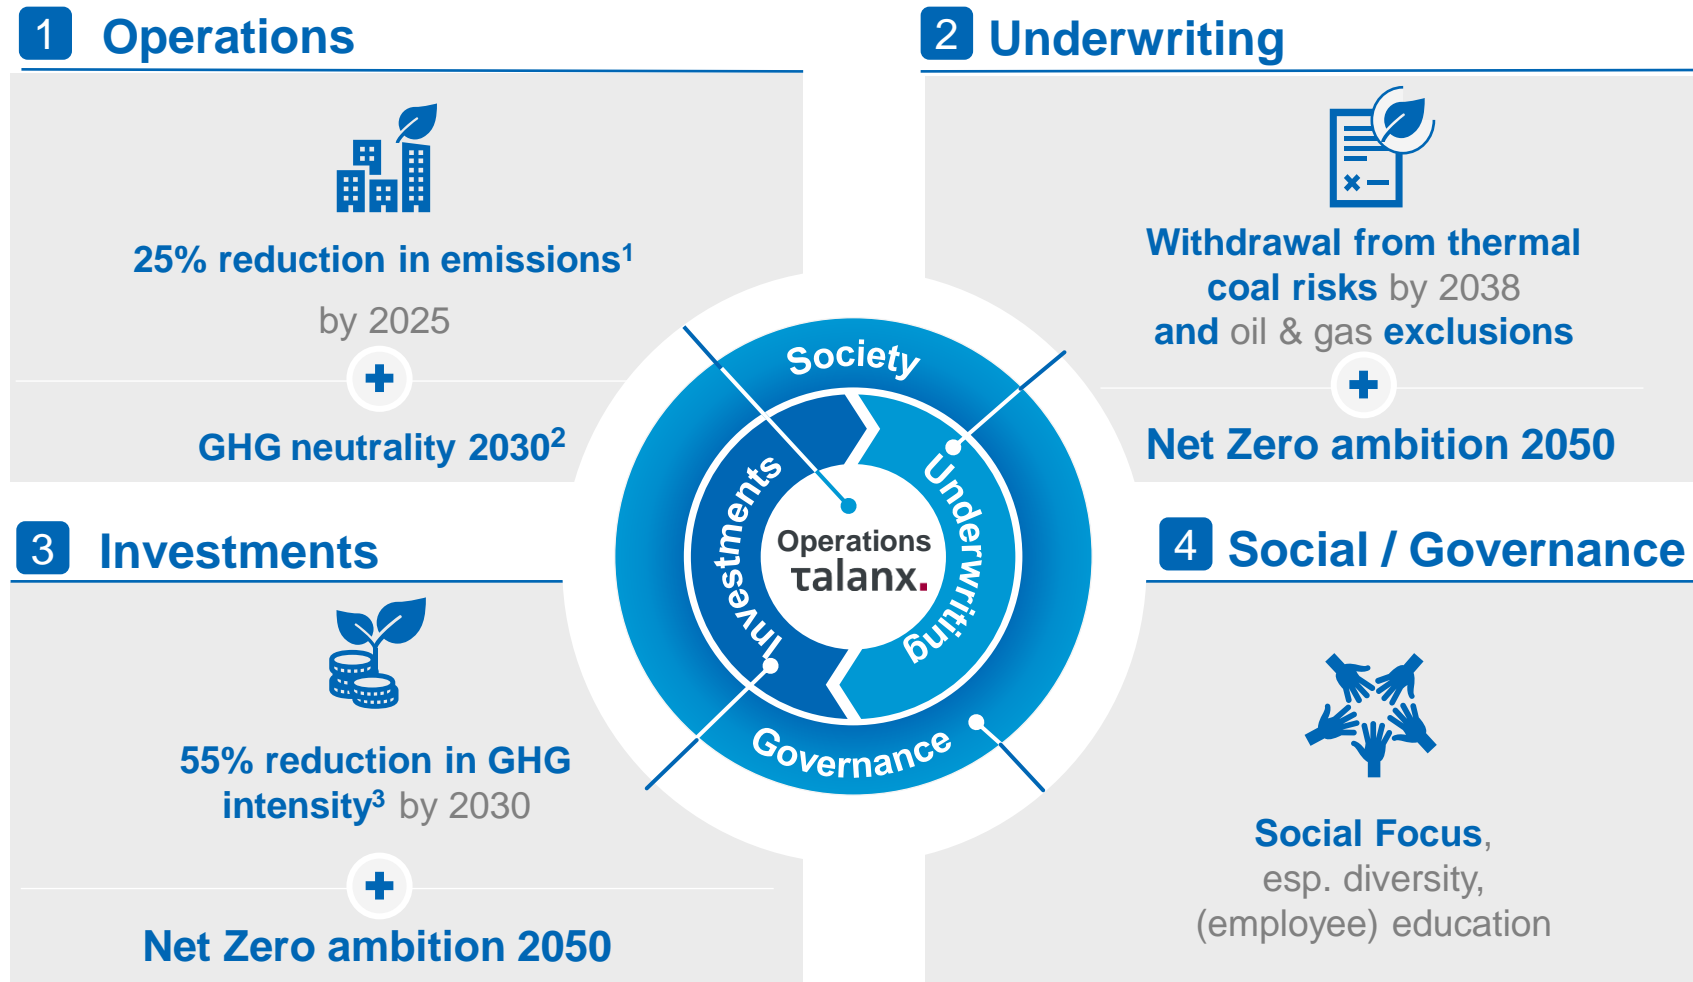 1 Operations
25% reduction in emissions¹
by 2025
GHG neutrality 2030²
2 Underwriting
Withdrawal from thermal
coal risks by 2038
and oil & gas exclusions
Net Zero ambition 2050
Society
Investments
Underwriting
Operations
talanx.
Governance
3 Investments
55% reduction in GHG
intensity³ by 2030
Net Zero ambition 2050
4 Social / Governance
Social Focus,
esp. diversity,
(employee) education